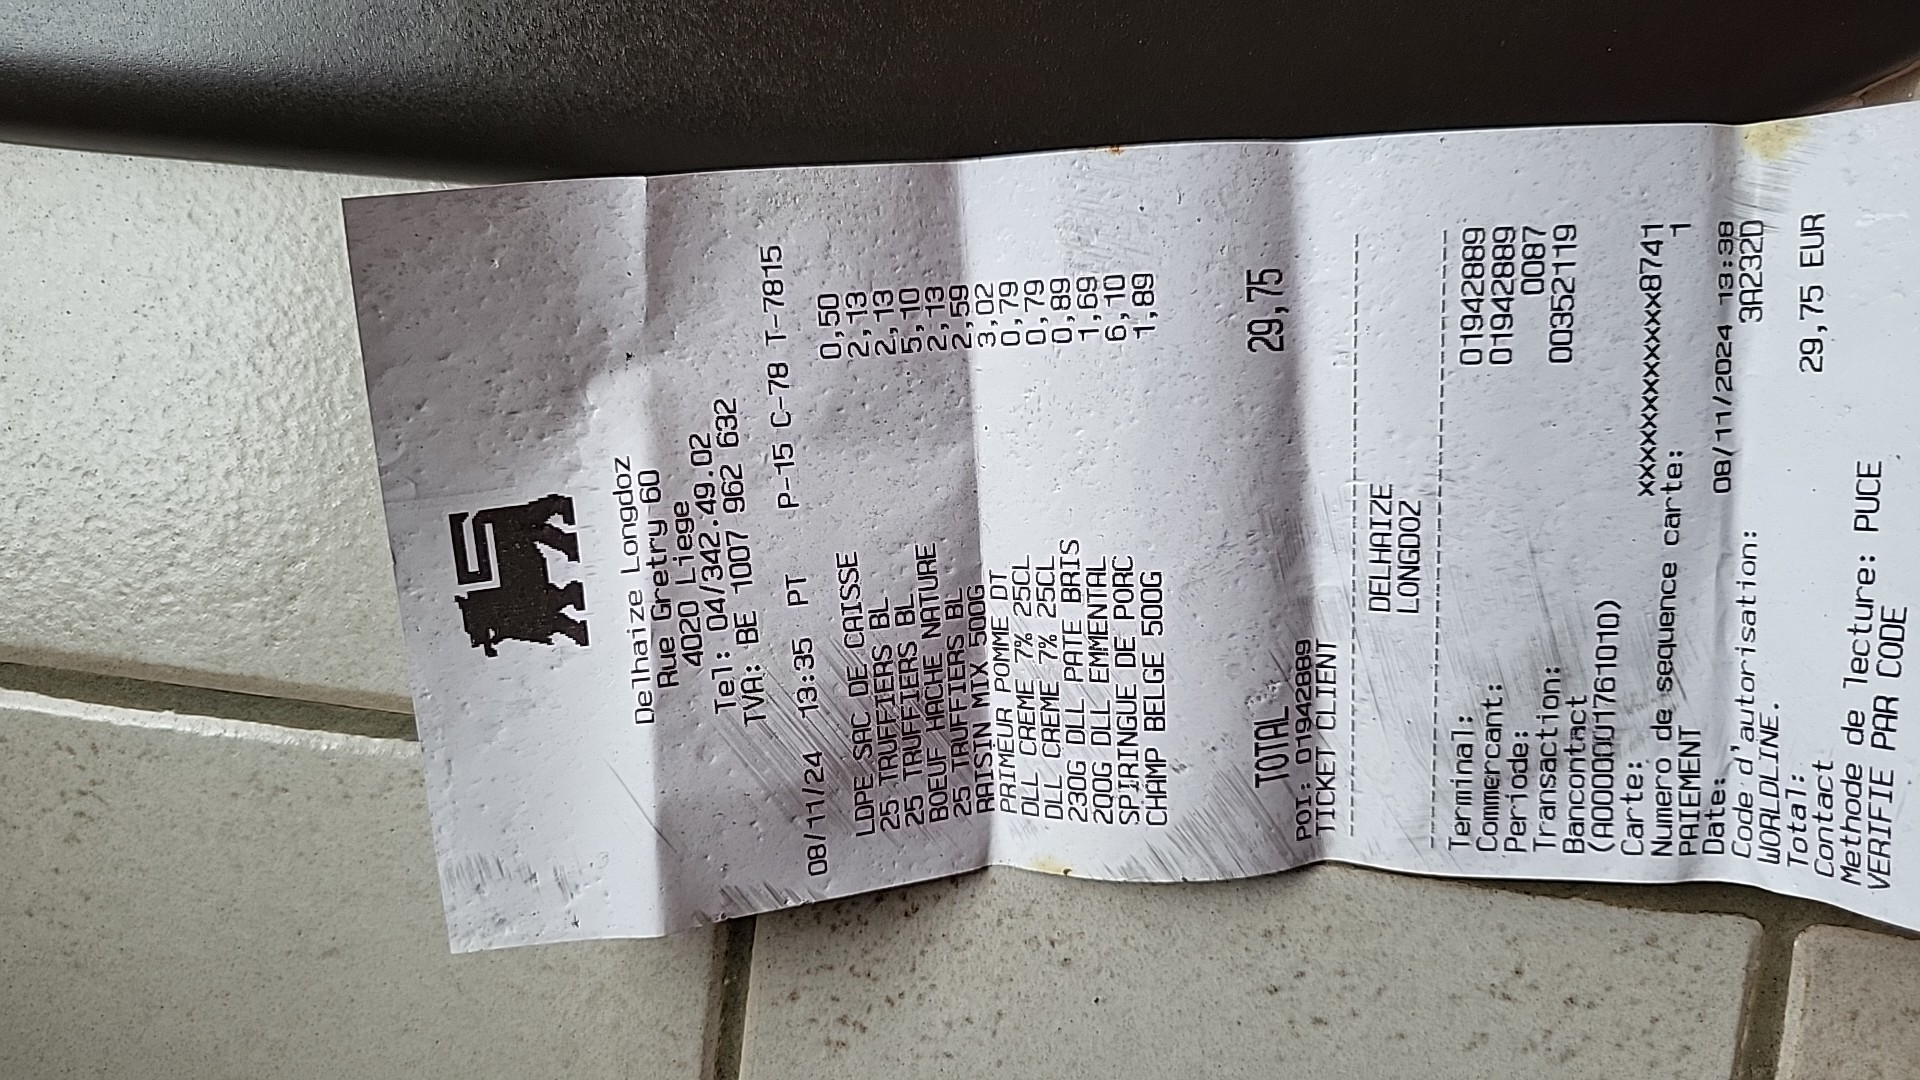 Delhaize Longdoz
Rue Gretry 60
4020 Liege
Tel: 04/342.49.02
TVA: BE 1007 962 632
08/11/24 13:35 PT P-15 C-78 T-7815
LDPE SAC DE CAISSE 0,50
25 TRUFFIERS BL 2,13
25 TRUFFIERS BL 2,13
BOEUF HACHE NATURE 5,10
25 TRUFFIERS BL 2,13
RAISIN MIX 500G 2,59
PRIMEUR POMME DT 3,02
DLL CREME 7% 25CL 0,79
DLL CREME 7% 25CL 0,79
230G DLL PATE BRIS 0,89
200G DLL EMMENTAL 1,69
SPIRINGUE DE PORC 6,10
CHAMP BELGE 500G 1,89
TOTAL 29,75
POI: 01942889
TICKET CLIENT
DELHAIZE
LONGDOZ
Terminal: 01942889
Commercant: 01942889
Periode: 0087
Transaction: 00352119
Bancontact
(A0000001761010)
Carte: xxxxxxxxxxxxx8741
Numero de sequence carte: 1
PAIEMENT
Date: 08/11/2024 13:38
Code d'autorisation: 3A232D
WORLDLINE.
Total: 29,75 EUR
Contact
Methode de lecture: PUCE
VERIFIE PAR CODE